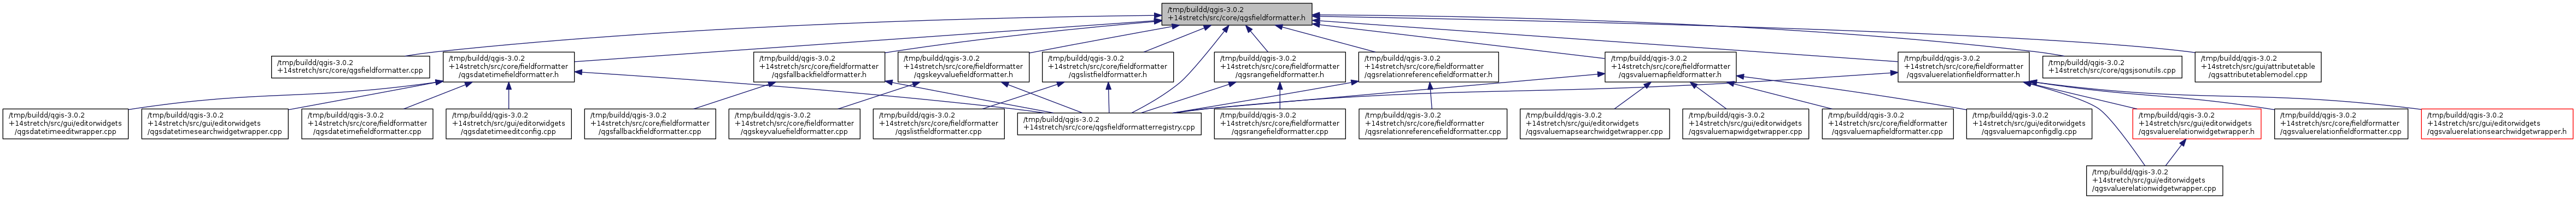 /tmp/buildd/qgis-3.0.2
+14stretch/src/core/qgsfieldformatter.h
/tmp/buildd/qgis-3.0.2
+14stretch/src/core/qgsfieldformatter.cpp
/tmp/buildd/qgis-3.0.2
+14stretch/src/core/fieldformatter
/qgsdatetimefieldformatter.h
/tmp/buildd/qgis-3.0.2
+14stretch/src/core/fieldformatter
/qgsfallbackfieldformatter.h
/tmp/buildd/qgis-3.0.2
+14stretch/src/core/fieldformatter
/qgskeyvaluefieldformatter.h
/tmp/buildd/qgis-3.0.2
+14stretch/src/core/fieldformatter
/qgslistfieldformatter.h
/tmp/buildd/qgis-3.0.2
+14stretch/src/core/fieldformatter
/qgsrangefieldformatter.h
/tmp/buildd/qgis-3.0.2
+14stretch/src/core/fieldformatter
/qgsrelationreferencefieldformatter.h
/tmp/buildd/qgis-3.0.2
+14stretch/src/core/fieldformatter
/qgsvaluemapfieldformatter.h
/tmp/buildd/qgis-3.0.2
+14stretch/src/core/fieldformatter
/qgsvaluerelationfieldformatter.h
/tmp/buildd/qgis-3.0.2
+14stretch/src/core/qgsjsonutils.cpp
/tmp/buildd/qgis-3.0.2
+14stretch/src/gui/attributetable
/qgsattributetablemodel.cpp
/tmp/buildd/qgis-3.0.2
+14stretch/src/gui/editorwidgets
/qgsdatetimeeditwrapper.cpp
/tmp/buildd/qgis-3.0.2
+14stretch/src/gui/editorwidgets
/qgsdatetimesearchwidgetwrapper.cpp
/tmp/buildd/qgis-3.0.2
+14stretch/src/core/fieldformatter
/qgsdatetimefieldformatter.cpp
/tmp/buildd/qgis-3.0.2
+14stretch/src/gui/editorwidgets
/qgsdatetimeeditconfig.cpp
/tmp/buildd/qgis-3.0.2
+14stretch/src/core/fieldformatter
/qgsfallbackfieldformatter.cpp
/tmp/buildd/qgis-3.0.2
+14stretch/src/core/fieldformatter
/qgskeyvaluefieldformatter.cpp
/tmp/buildd/qgis-3.0.2
+14stretch/src/core/fieldformatter
/qgslistfieldformatter.cpp
/tmp/buildd/qgis-3.0.2
+14stretch/src/core/qgsfieldformatterregistry.cpp
/tmp/buildd/qgis-3.0.2
+14stretch/src/core/fieldformatter
/qgsrangefieldformatter.cpp
/tmp/buildd/qgis-3.0.2
+14stretch/src/core/fieldformatter
/qgsrelationreferencefieldformatter.cpp
/tmp/buildd/qgis-3.0.2
+14stretch/src/gui/editorwidgets
/qgsvaluemapsearchwidgetwrapper.cpp
/tmp/buildd/qgis-3.0.2
+14stretch/src/gui/editorwidgets
/qgsvaluemapwidgetwrapper.cpp
/tmp/buildd/qgis-3.0.2
+14stretch/src/core/fieldformatter
/qgsvaluemapfieldformatter.cpp
/tmp/buildd/qgis-3.0.2
+14stretch/src/gui/editorwidgets
/qgsvaluemapconfigdlg.cpp
/tmp/buildd/qgis-3.0.2
+14stretch/src/gui/editorwidgets
/qgsvaluerelationwidgetwrapper.h
/tmp/buildd/qgis-3.0.2
+14stretch/src/core/fieldformatter
/qgsvaluerelationfieldformatter.cpp
/tmp/buildd/qgis-3.0.2
+14stretch/src/gui/editorwidgets
/qgsvaluerelationsearchwidgetwrapper.h
/tmp/buildd/qgis-3.0.2
+14stretch/src/gui/editorwidgets
/qgsvaluerelationwidgetwrapper.cpp